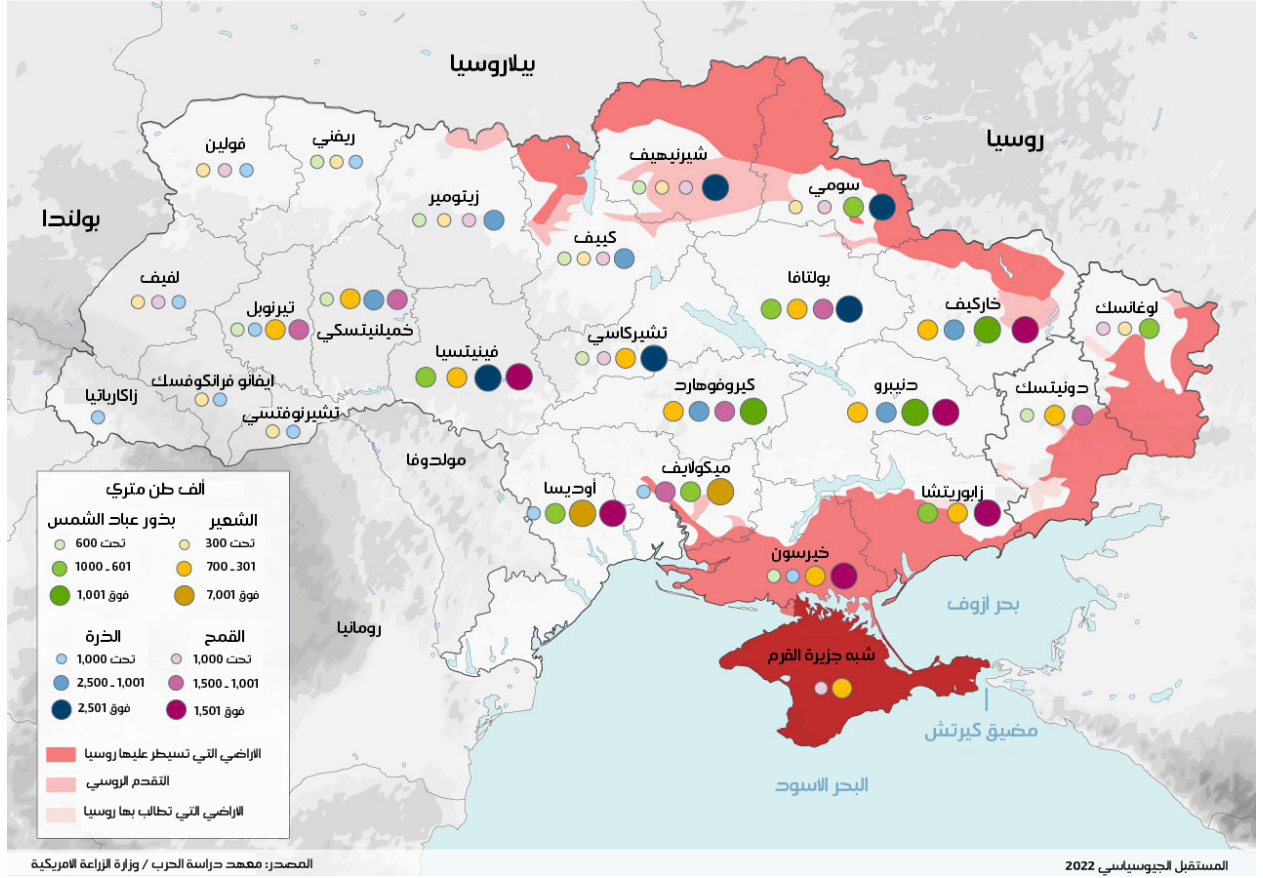 بيلاروسيا
روسيا
بولندا
فولين
ريفني
زيتومير
شيرنيهيف
سومي
كييف
لفيف
تيرنوبل
خميلنيتسكي
فينيتسيا
تشيركاسي
بولتافا
خاركيف
لوغانسك
زاكارباتيا
ايفانو فرانكوفسك
تشيرنوفتسي
كيروفوهارد
دنيبرو
دونيتسك
مولدوفا
أوديسا
ميكولايف
زابوريتشا
خيرسون
رومانيا
بحر أزوف
شبه جزيرة القرم
مضيق كيرتش
البحر الاسود
ألف طن متري
الشعير
تحت 300
301 - 700
فوق 7,001
بذور عباد الشمس
تحت 600
601 - 1000
فوق 1,001
القمح
تحت 1,000
1,001 - 1,500
فوق 1,501
الذرة
تحت 1,000
1,001 - 2,500
فوق 2,501
الاراضي التي تسيطر عليها روسيا
التقدم الروسي
الاراضي التي تطالب بها روسيا
المستقبل الجيوسياسي 2022
المصدر: معهد دراسة الحرب / وزارة الزراعة الامريكية